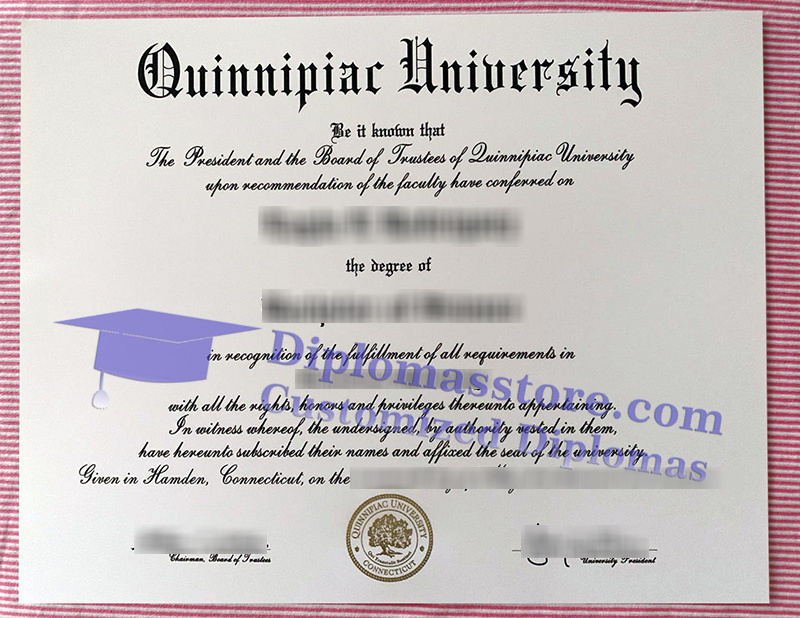 Quinnipiac University
Be it known that
The President and the Board of Trustees of Quinnipiac University
upon recommendation of the faculty have conferred on
the degree of
in recognition of the fulfillment of all requirements in
Diplomasstore.com
with all the rights, honors and privileges thereunto appertaining.
Customized Diplomas
In witness whereof, the undersigned, by authority vested in them,
have hereunto subscribed their names and affixed the seal of the university.
Given in Hamden, Connecticut, on the
QUINNIPIAC UNIVERSITY
CONNECTICUT
Chairman, Board of Trustees
University President